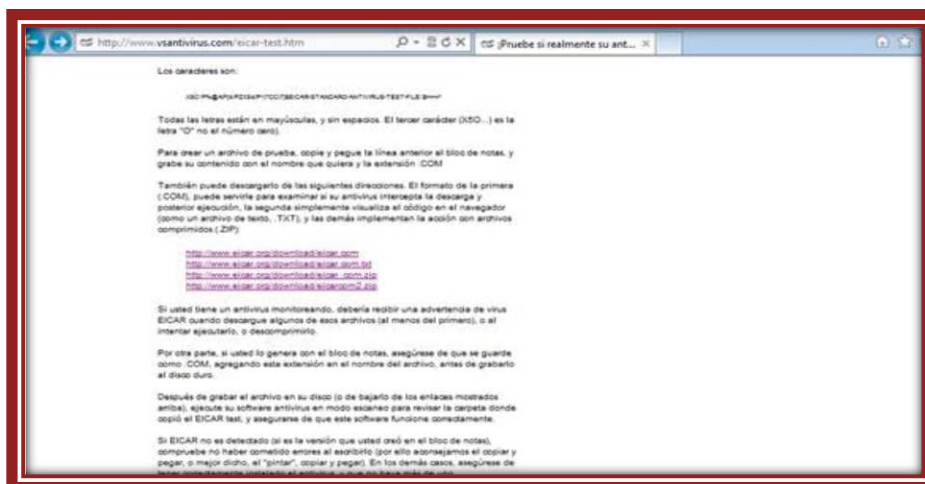 http://www.vsantivirus.com/eicar-test.htm
¡Pruebe si realmente su ant...
Los caracteres son:
Todas las letras están en mayúsculas, y sin espacios. El tercer carácter (X5O...) es la
letra "O" no el número cero).
Para crear un archivo de prueba, copie y pegue la línea anterior al bloc de notas, y
grabe su contenido con el nombre que quiera y la extensión .COM
También puede descargarlo de las siguientes direcciones. El formato de la primera
(.COM), puede servirle para examinar si su antivirus intercepta la descarga y
posterior ejecución, la segunda simplemente visualiza el código en el navegador
(como un archivo de texto, .TXT), y las demás implementan la acción con archivos
comprimidos (.ZIP):
http://www.eicar.org/download/eicar.com
http://www.eicar.org/download/eicar.com.txt
http://www.eicar.org/download/eicar_com.zip
http://www.eicar.org/download/eicarcom2.zip
Si usted tiene un antivirus monitoreando, debería recibir una advertencia de virus
EICAR cuando descargue algunos de esos archivos (al menos del primero), o al
intentar ejecutarlo, o descomprimirlo.
Por otra parte, si usted lo genera con el bloc de notas, asegúrese de que se guarde
como .COM, agregando esta extensión en el nombre del archivo, antes de grabarlo
al disco duro.
Después de grabar el archivo en su disco (o de bajarlo de los enlaces mostrados
arriba), ejecute su software antivirus en modo escaneo para revisar la carpeta donde
copió el EICAR test, y asegurarse de que este software funcione correctamente.
Si EICAR no es detectado (si es la versión que usted creó en el bloc de notas),
compruebe no haber cometido errores al escribirlo (por ello aconsejamos el copiar y
pegar, o mejor dicho, el "pintar", copiar y pegar). En los demás casos, asegúrese de
tener correctamente instalado el antivirus, y que no haya más de uno